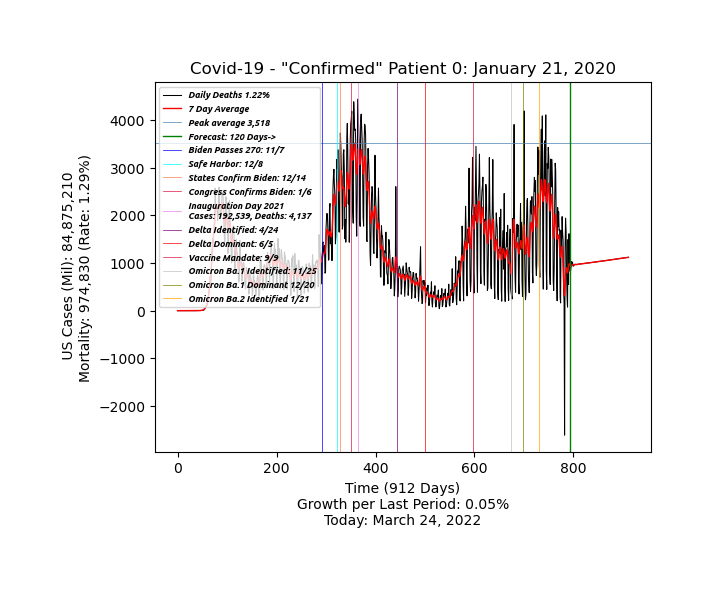 Covid-19 - "Confirmed" Patient 0: January 21, 2020
Daily Deaths 1.22%
7 Day Average
Peak average 3,518
Forecast: 120 Days->
Biden Passes 270: 11/7
Safe Harbor: 12/8
States Confirm Biden: 12/14
Congress Confirms Biden: 1/6
Inauguration Day 2021
Cases: 192,539, Deaths: 4,137
Delta Identified: 4/24
Delta Dominant: 6/5
Vaccine Mandate: 9/9
Omicron Ba.1 Identified: 11/25
Omicron Ba.1 Dominant 12/20
Omicron Ba.2 Identified 1/21
US Cases (Mil): 84,875,210
Mortality: 974,830 (Rate: 1.29%)
4000
3000
2000
1000
0
−1000
−2000
0 200 400 600 800
Time (912 Days)
Growth per Last Period: 0.05%
Today: March 24, 2022